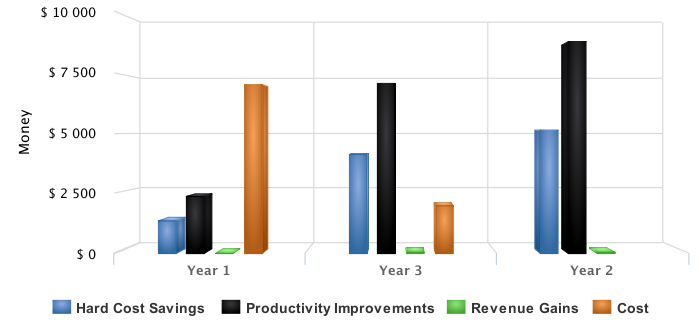 $ 10 000
$ 7 500
$ 5 000
$ 2 500
$ 0
Money
Year 1
Year 3
Year 2
Hard Cost Savings
Productivity Improvements
Revenue Gains
Cost